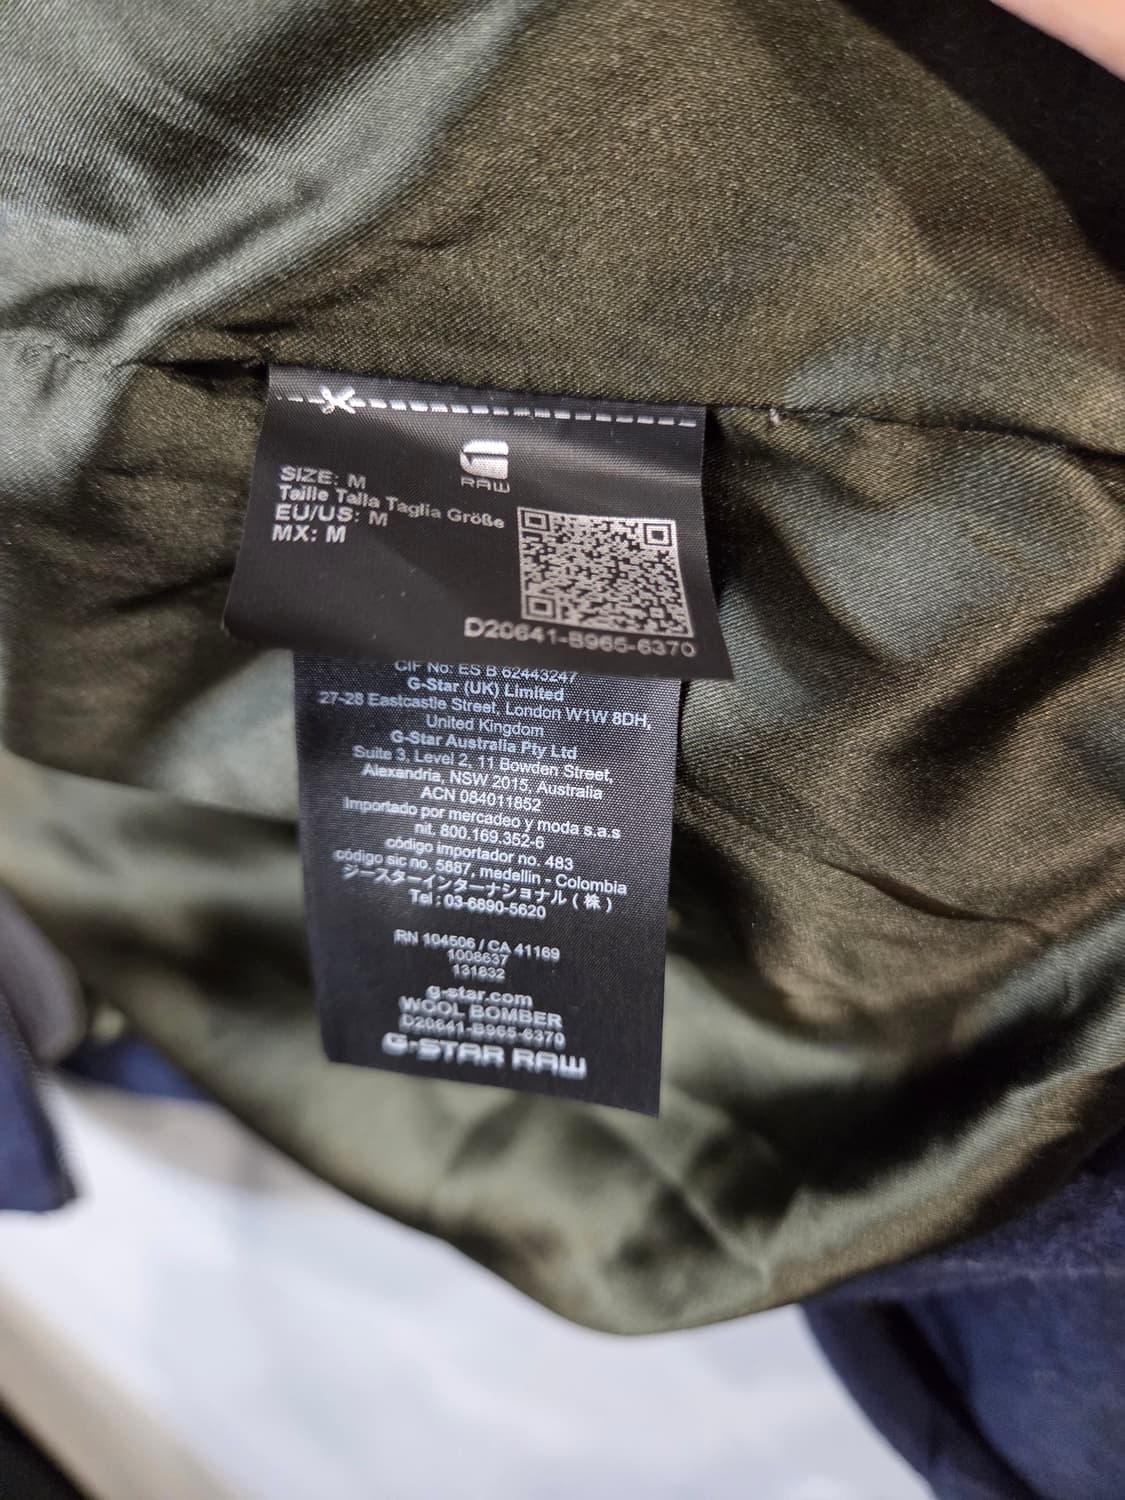 RAW
SIZE: M
Taille Talla Taglia Größe
EU/US: M
MX: M
D20641-B965-6370
CIF No: ES B 62443247
G-Star (UK) Limited
27-28 Eastcastle Street, London W1W 8DH,
United Kingdom
G-Star Australia Pty Ltd
Suite 3, Level 2, 11 Bowden Street,
Alexandria, NSW 2015, Australia
ACN 084011852
Importado por mercadeo y moda s.a.s
nit. 800.169.352-6
código importador no. 483
código sic no. 5887, medellin - Colombia
ジースターインターナショナル(株)
Tel : 03-6890-5620
RN 104506 / CA 41169
1008637
131832
g-star.com
WOOL BOMBER
D20641-B965-6370
G-STAR RAW